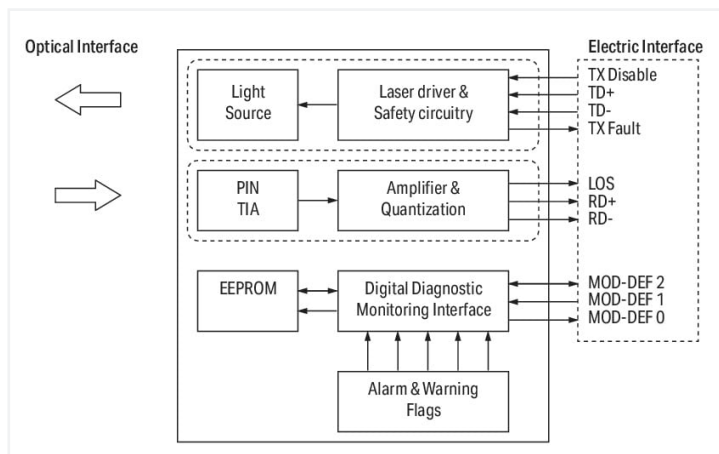 Optical Interface
Electric Interface
Light
Source
Laser driver &
Safety circuitry
TX Disable
TD+
TD-
TX Fault
PIN
TIA
Amplifier &
Quantization
LOS
RD+
RD-
EEPROM
Digital Diagnostic
Monitoring Interface
MOD-DEF 2
MOD-DEF 1
MOD-DEF 0
Alarm & Warning
Flags